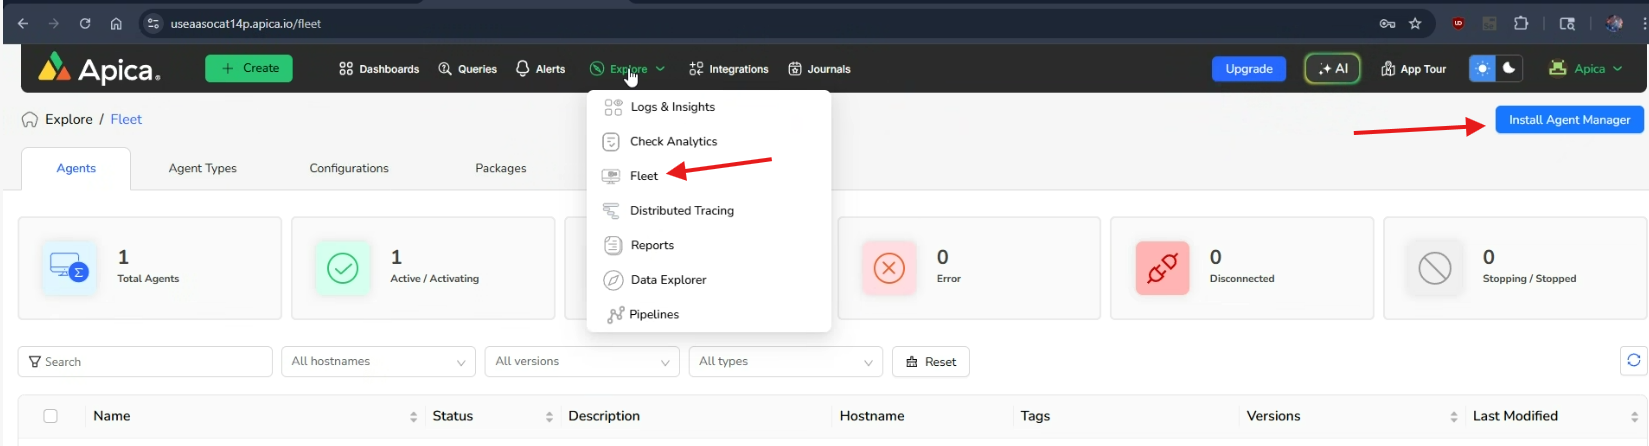 useaasocat14p.apica.io/fleet
Apica.
+ Create
Dashboards
Queries
Alerts
Explore
Integrations
Journals
Upgrade
AI
App Tour
Apica
Explore / Fleet
Install Agent Manager
Agents
Agent Types
Configurations
Packages
Logs & Insights
Check Analytics
Fleet
Distributed Tracing
Reports
Data Explorer
Pipelines
1
Total Agents
1
Active / Activating
0
Error
0
Disconnected
0
Stopping / Stopped
Search
All hostnames
All versions
All types
Reset
Name
Status
Description
Hostname
Tags
Versions
Last Modified